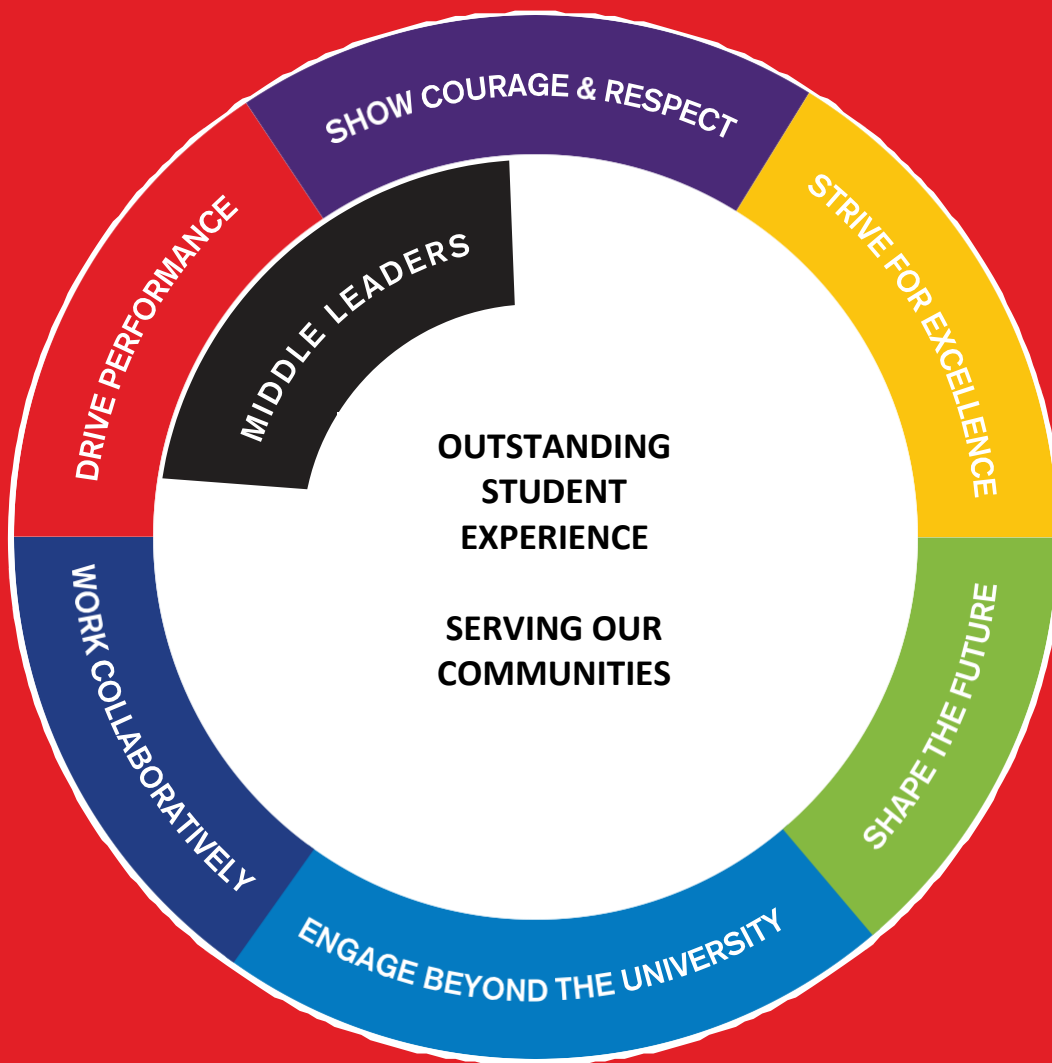 SHOW COURAGE & RESPECT
STRIVE FOR EXCELLENCE
SHAPE THE FUTURE
ENGAGE BEYOND THE UNIVERSITY
WORK COLLABORATIVELY
DRIVE PERFORMANCE
MIDDLE LEADERS
OUTSTANDING
STUDENT
EXPERIENCE
SERVING OUR
COMMUNITIES